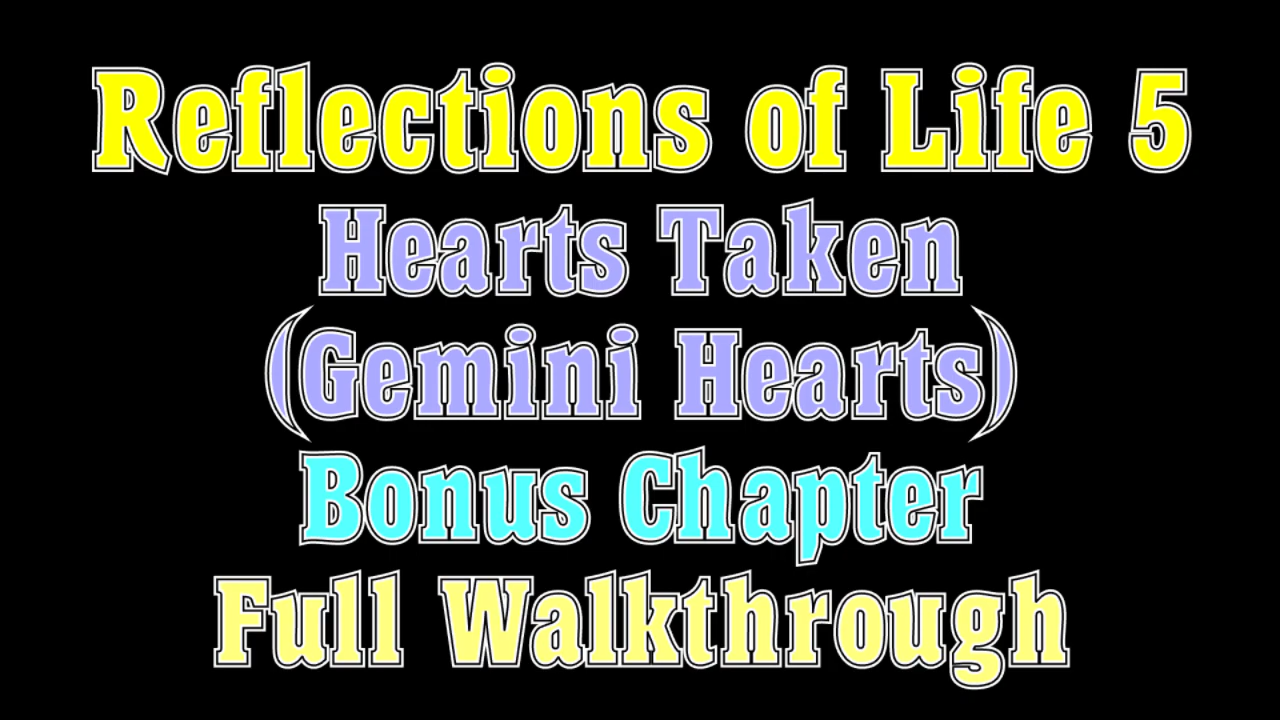 Reflections of Life 5
Hearts Taken
(Gemini Hearts)
Bonus Chapter
Full Walkthrough